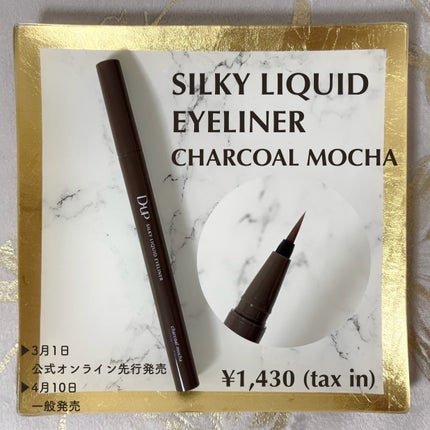 SILKY LIQUID
EYELINER
CHARCOAL MOCHA
D-UP SILKY LIQUID EYELINER
charcoal mocha
▶3月1日
公式オンライン先行発売
▶4月10日
一般発売
¥1,430 (tax in)